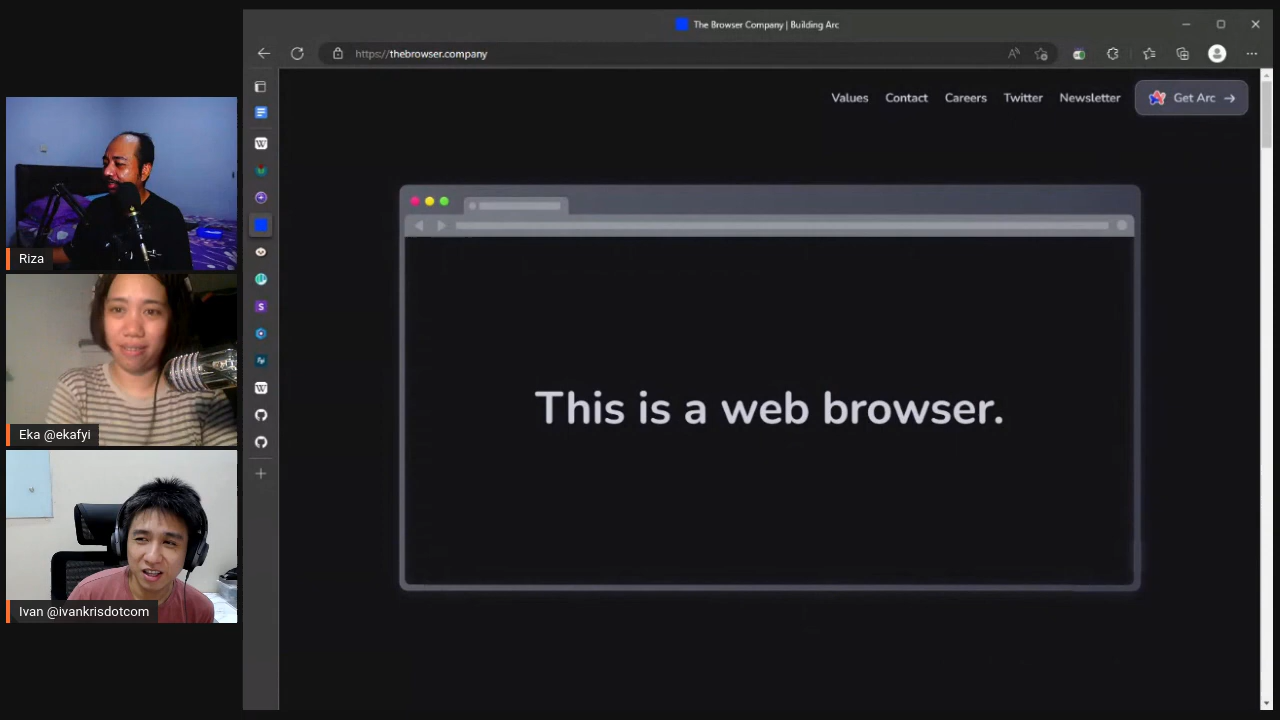 The Browser Company | Building Arc
https://thebrowser.company
Values Contact Careers Twitter Newsletter Get Arc →
This is a web browser.
Riza
Eka @ekafyi
Ivan @ivankrisdotcom
W
S
W